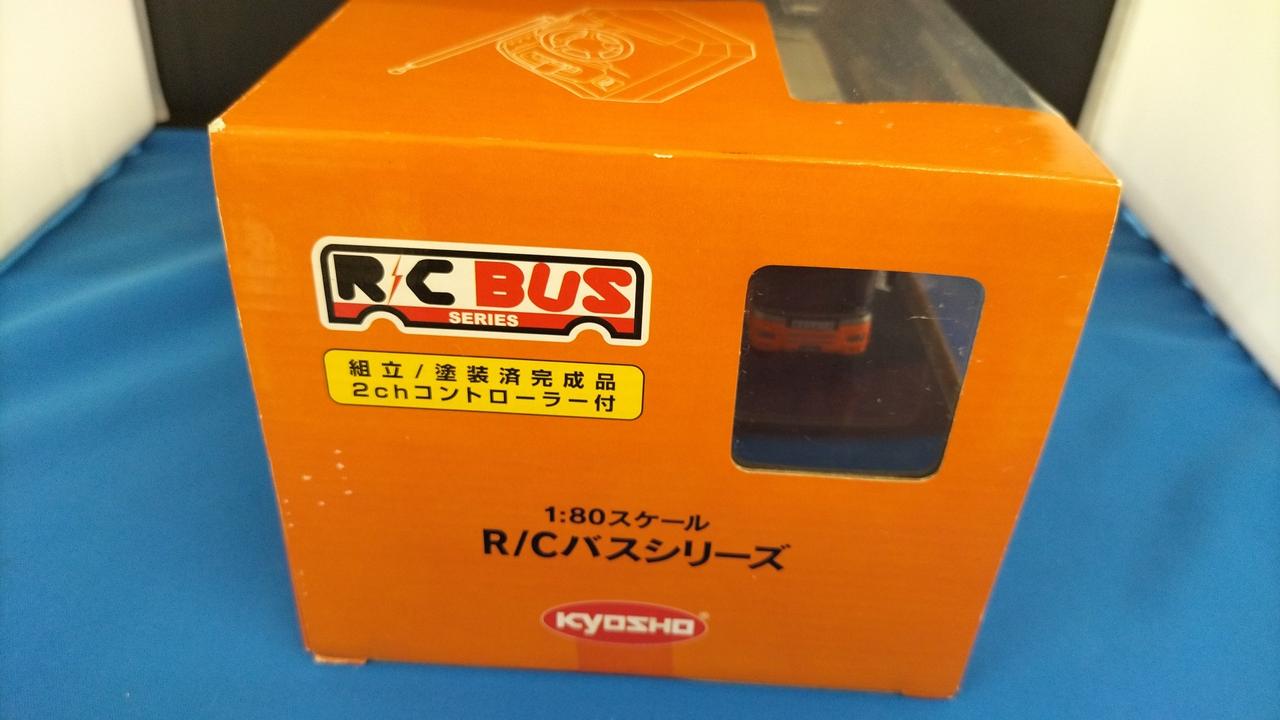 R/C BUS
SERIES
組立/塗装済完成品
2chコントローラー付
1:80スケール
R/Cバスシリーズ
KYOSHO®